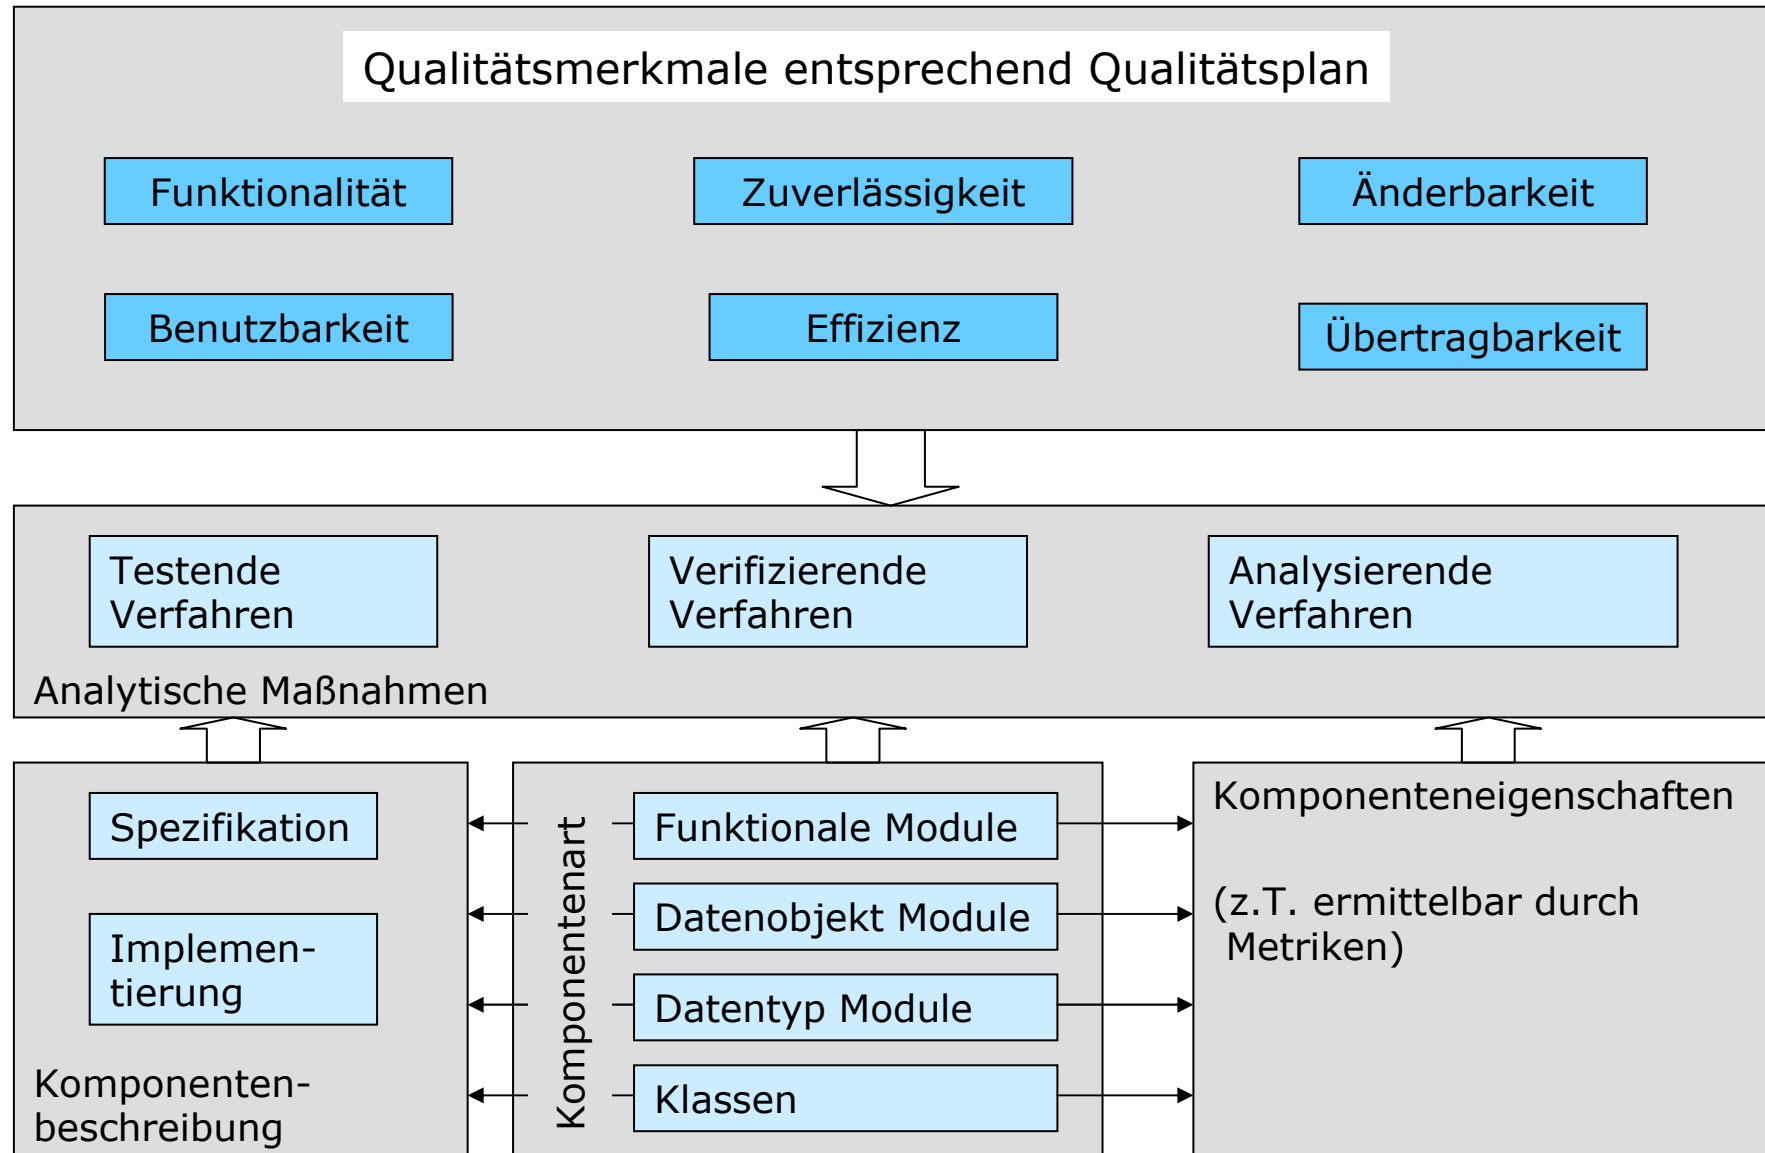 Qualitätsmerkmale entsprechend Qualitätsplan
Funktionalität
Zuverlässigkeit
Änderbarkeit
Benutzbarkeit
Effizienz
Übertragbarkeit
Testende
Verfahren
Verifizierende
Verfahren
Analysierende
Verfahren
Analytische Maßnahmen
Spezifikation
Implemen-
tierung
Komponenten-
beschreibung
Komponentenart
Funktionale Module
Datenobjekt Module
Datentyp Module
Klassen
Komponenteneigenschaften
(z.T. ermittelbar durch
Metriken)